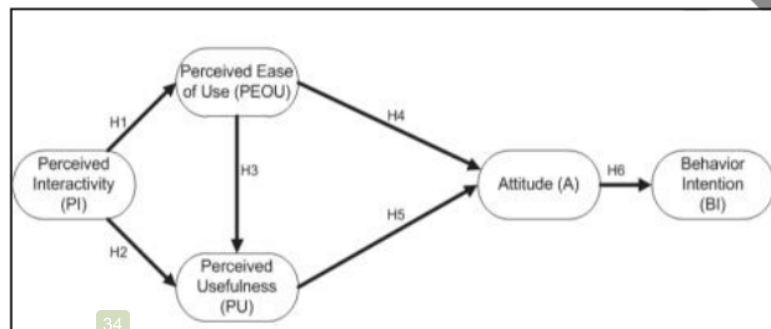 Perceived Ease
of Use (PEOU)
H1
H4
Perceived
Interactivity
(PI)
H3
Attitude (A)
H6
Behavior
Intention
(BI)
H2
H5
Perceived
Usefulness
(PU)
34